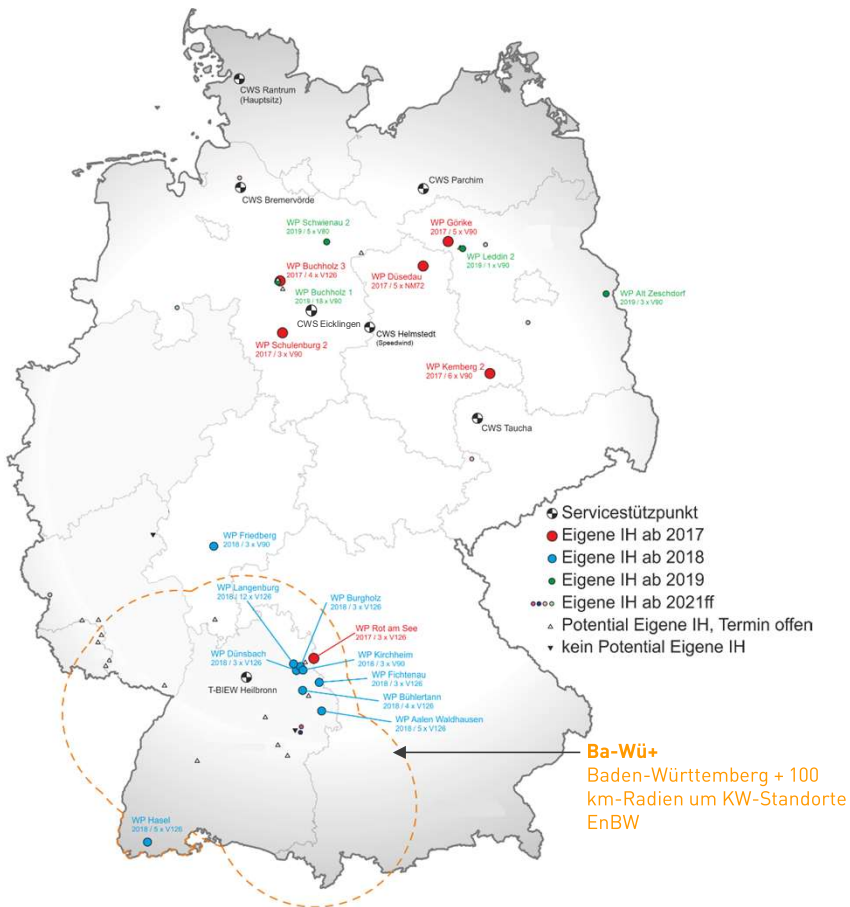 CWS Rantrum
(Hauptsitz)
CWS Bremervörde
CWS Parchim
WP Schwienau 2
2019 / 5 x V80
WP Görike
2017 / 5 x V90
WP Leddin 2
2019 / 1 x V90
WP Buchholz 3
2017 / 4 x V126
WP Düsedau
2017 / 5 x NM72
WP Buchholz 1
2019 / 16 x V90
WP Alt Zeschdorf
2019 / 3 x V90
CWS Eicklingen
CWS Helmstedt
(Speedwind)
WP Schulenburg 2
2017 / 3 x V90
WP Kemberg 2
2017 / 6 x V90
CWS Taucha
Servicestützpunkt
Eigene IH ab 2017
Eigene IH ab 2018
Eigene IH ab 2019
Eigene IH ab 2021ff
Potential Eigene IH, Termin offen
kein Potential Eigene IH
WP Friedberg
2018 / 3 x V90
WP Langenburg
2018 / 12 x V126
WP Burgholz
2018 / 3 x V126
WP Rot am See
2017 / 3 x V126
WP Dünsbach
2018 / 3 x V126
WP Kirchheim
2018 / 3 x V90
WP Fichtenau
2018 / 3 x V126
T-BIEW Heilbronn
WP Bühlertann
2018 / 4 x V126
WP Aalen Waldhausen
2018 / 5 x V126
Ba-Wü+
Baden-Württemberg + 100
km-Radien um KW-Standorte
EnBW
WP Hasel
2018 / 5 x V126